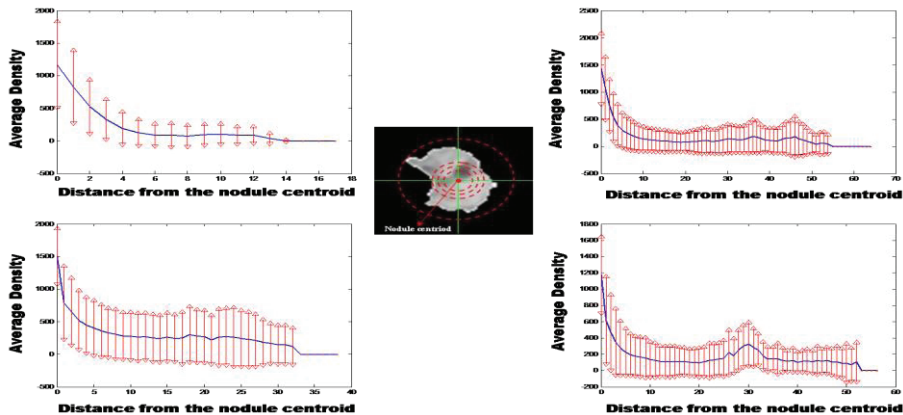 2000
1500
1000
500
0
-500
0 2 4 6 8 10 12 14 16 18
Average Density
Distance from the nodule centroid
2500
2000
1500
1000
500
0
-500
0 10 20 30 40 50 60 70
Average Density
Distance from the nodule centroid
Nodule centriod
2000
1500
1000
500
0
-500
0 5 10 15 20 25 30 35 40
Average Density
Distance from the nodule centroid
1800
1600
1400
1200
1000
800
600
400
200
0
-200
0 10 20 30 40 50 60
Average Density
Distance from the nodule centroid